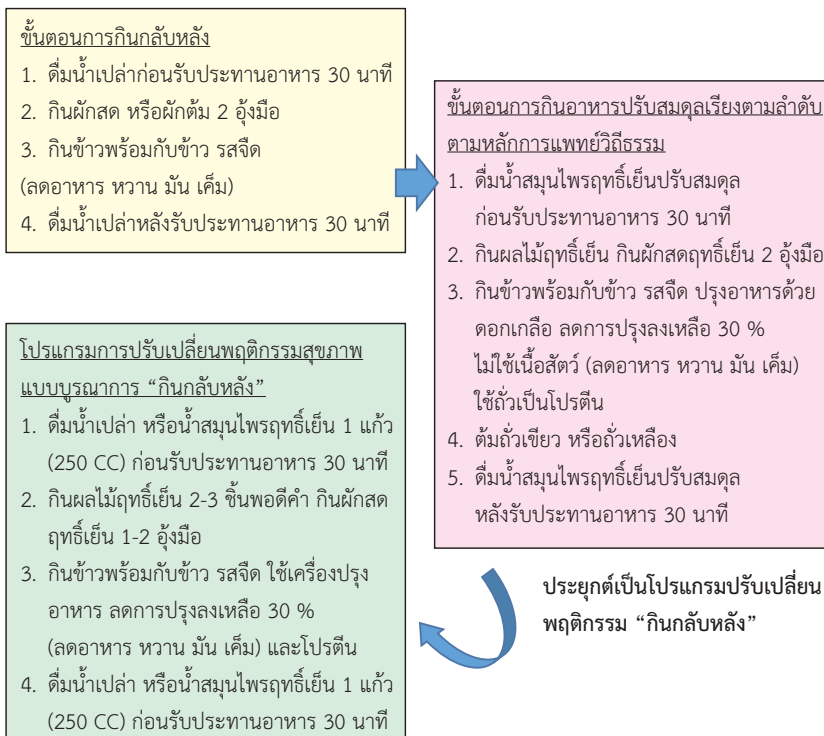 ขั้นตอนการกินกลับหลัง
1. ดื่มน้ำเปล่าก่อนรับประทานอาหาร 30 นาที
2. กินผักสด หรือผักต้ม 2 อุ้งมือ
3. กินข้าวพร้อมกับข้าว รสจืด
(ลดอาหาร หวาน มัน เค็ม)
4. ดื่มน้ำเปล่าหลังรับประทานอาหาร 30 นาที
ขั้นตอนการกินอาหารปรับสมดุลเรียงตามลำดับ
ตามหลักการแพทย์วิถีธรรม
1. ดื่มน้ำสมุนไพรฤทธิ์เย็นปรับสมดุล
ก่อนรับประทานอาหาร 30 นาที
2. กินผลไม้ฤทธิ์เย็น กินผักสดฤทธิ์เย็น 2 อุ้งมือ
3. กินข้าวพร้อมกับข้าว รสจืด ปรุงอาหารด้วย
ดอกเกลือ ลดการปรุงลงเหลือ 30 %
ไม่ใช้เนื้อสัตว์ (ลดอาหาร หวาน มัน เค็ม)
ใช้ถั่วเป็นโปรตีน
4. ต้มถั่วเขียว หรือถั่วเหลือง
5. ดื่มน้ำสมุนไพรฤทธิ์เย็นปรับสมดุล
หลังรับประทานอาหาร 30 นาที
ประยุกต์เป็นโปรแกรมปรับเปลี่ยน
พฤติกรรม “กินกลับหลัง”
โปรแกรมการปรับเปลี่ยนพฤติกรรมสุขภาพ
แบบบูรณาการ “กินกลับหลัง”
1. ดื่มน้ำเปล่า หรือน้ำสมุนไพรฤทธิ์เย็น 1 แก้ว
(250 CC) ก่อนรับประทานอาหาร 30 นาที
2. กินผลไม้ฤทธิ์เย็น 2-3 ชิ้นพอดีคำ กินผักสด
ฤทธิ์เย็น 1-2 อุ้งมือ
3. กินข้าวพร้อมกับข้าว รสจืด ใช้เครื่องปรุง
อาหาร ลดการปรุงลงเหลือ 30 %
(ลดอาหาร หวาน มัน เค็ม) และโปรตีน
4. ดื่มน้ำเปล่า หรือน้ำสมุนไพรฤทธิ์เย็น 1 แก้ว
(250 CC) ก่อนรับประทานอาหาร 30 นาที